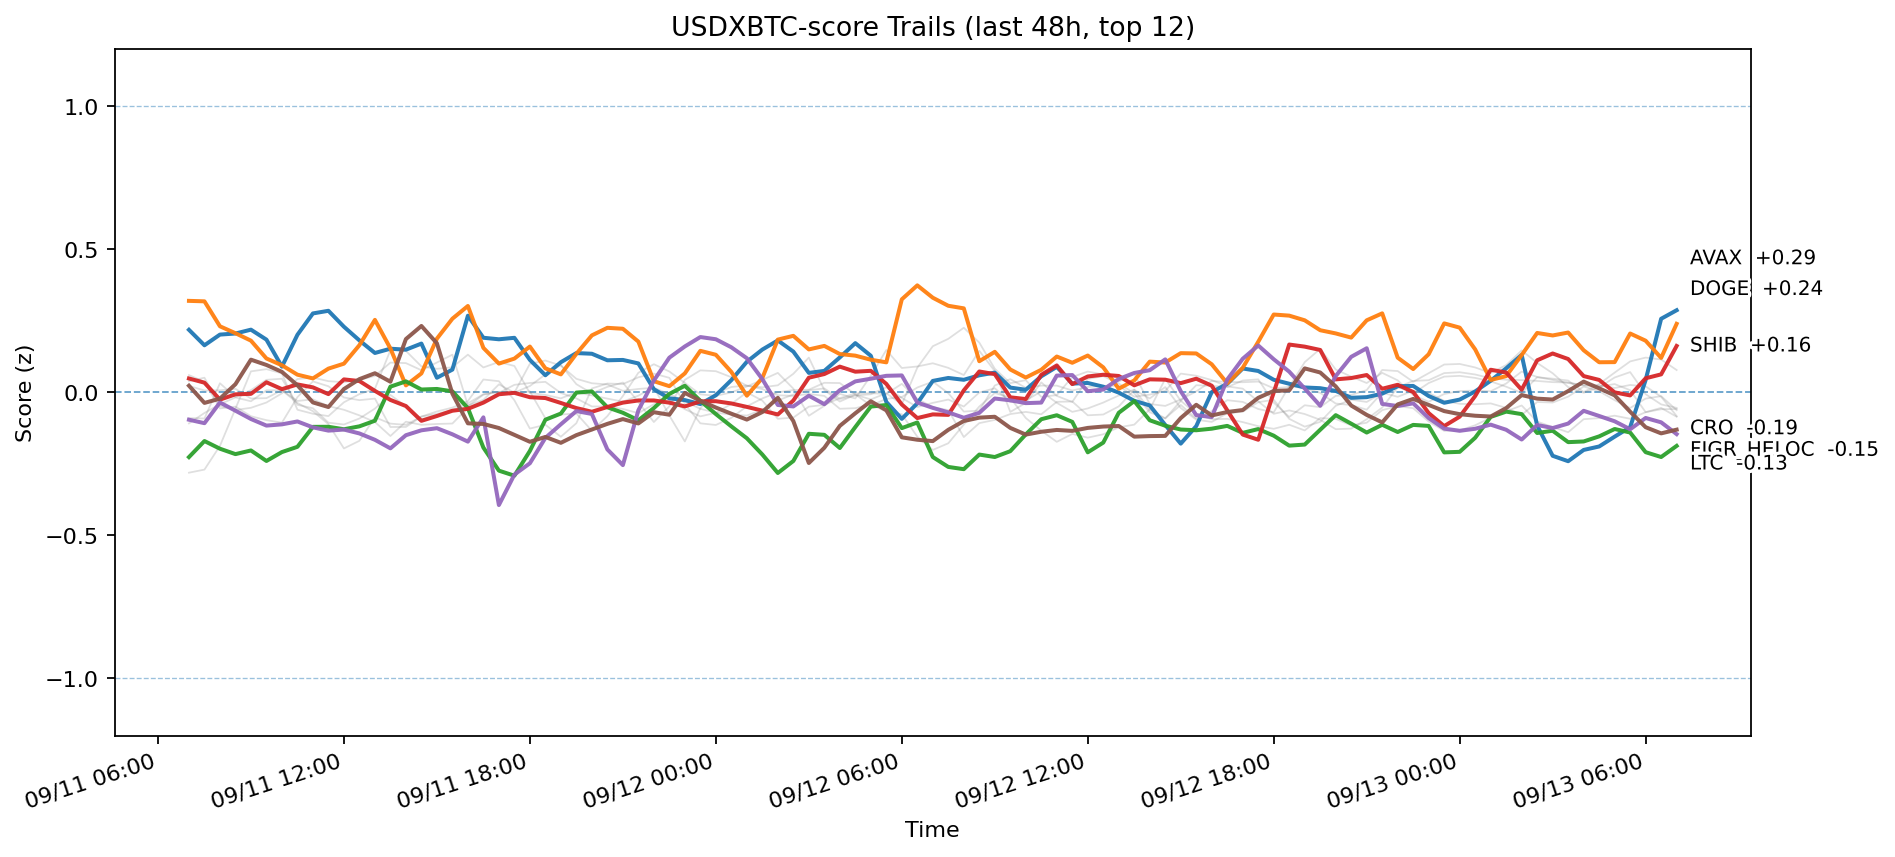 USDXBTC-score Trails (last 48h, top 12)
Score (z)
1.0
0.5
0.0
−0.5
−1.0
AVAX +0.29
DOGE +0.24
SHIB +0.16
CRO -0.19
FIGR_HELOC -0.15
LTC -0.13
09/11 06:00
09/11 12:00
09/11 18:00
09/12 00:00
09/12 06:00
09/12 12:00
09/12 18:00
09/13 00:00
09/13 06:00
Time